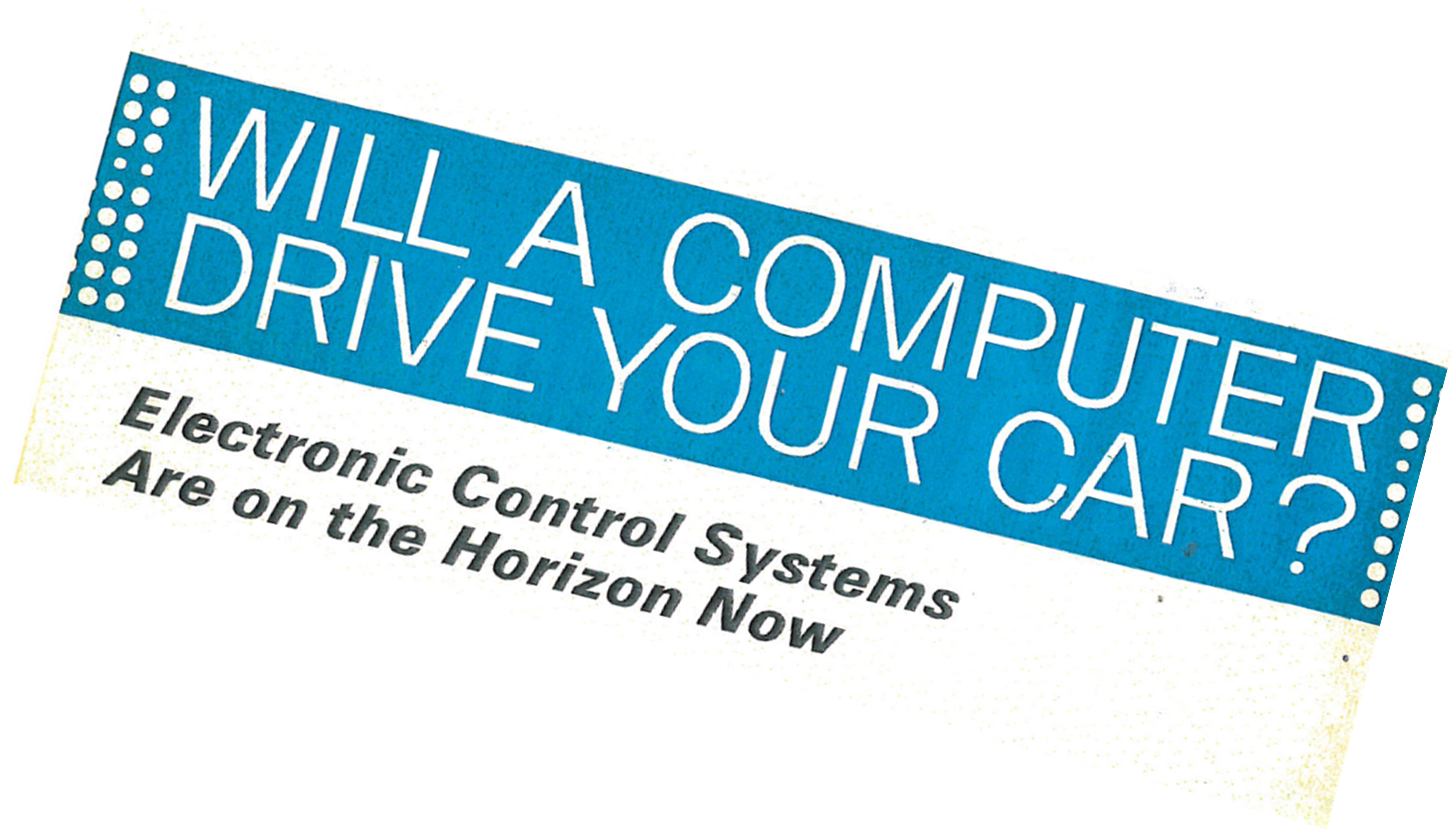 WILL A COMPUTER
DRIVE YOUR CAR?
Electronic Control Systems
Are on the Horizon Now